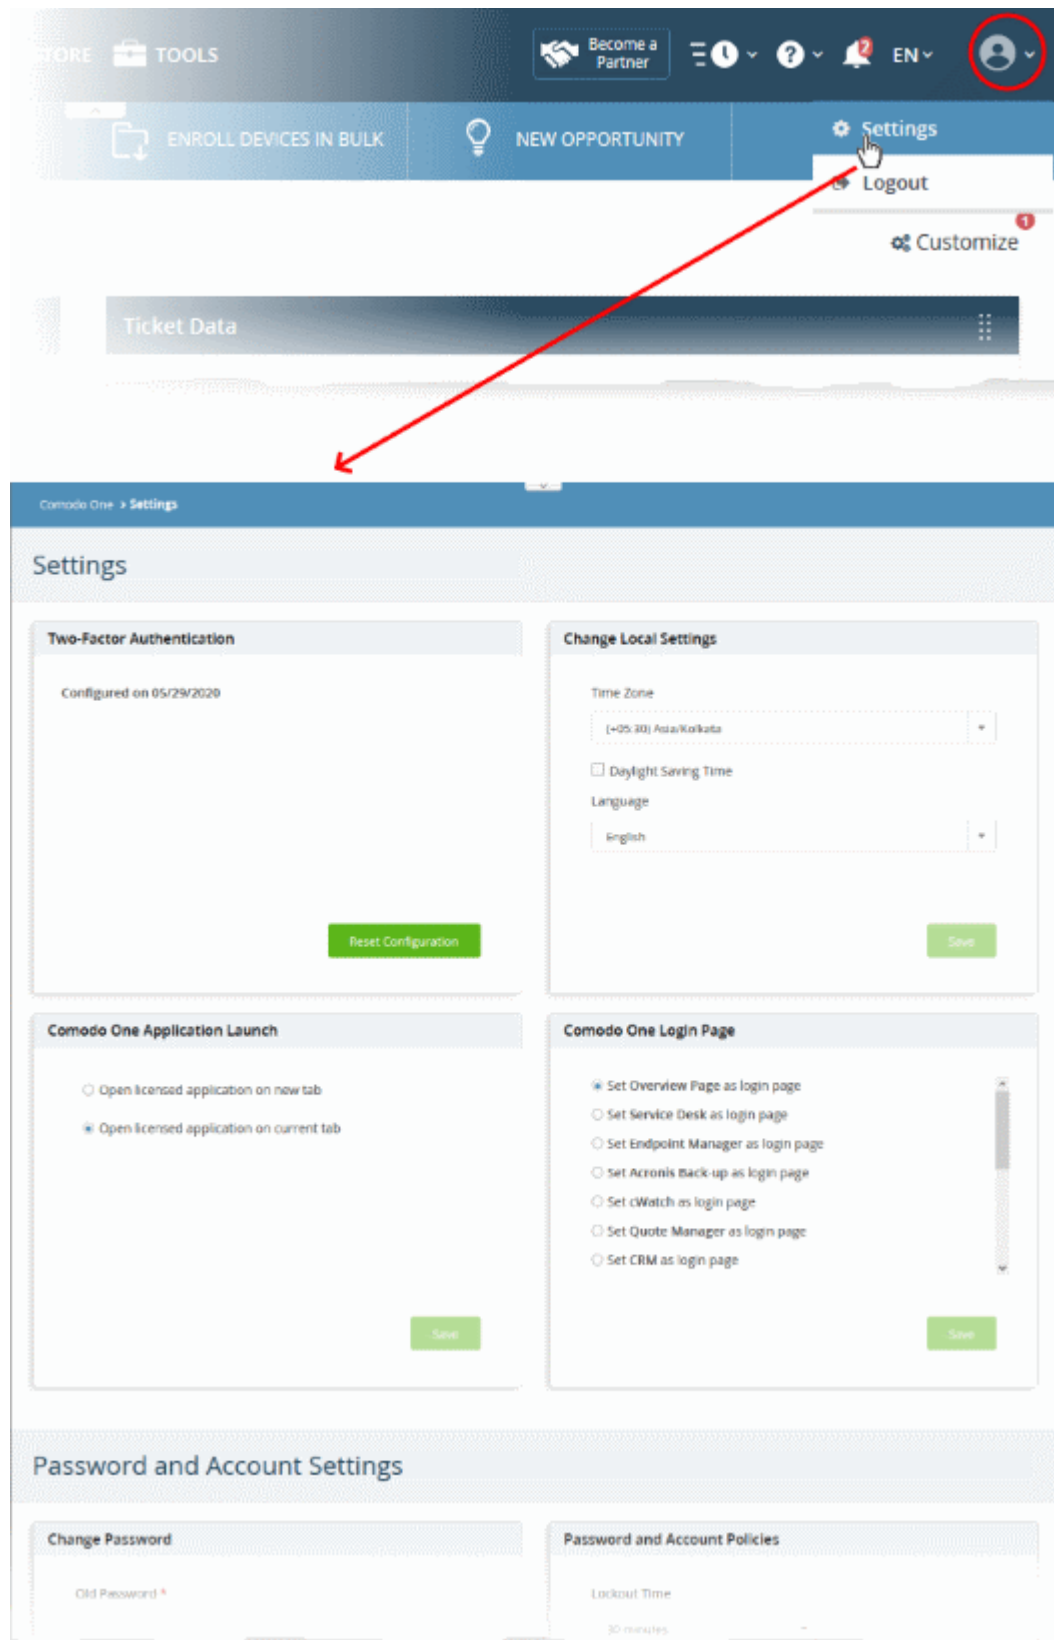 STORE TOOLS Become a Partner EN
2
ENROLL DEVICES IN BULK NEW OPPORTUNITY Settings
Logout
1
Customize
Ticket Data
Comodo One > Settings
Settings
Two-Factor Authentication
Configured on 05/29/2020
Reset Configuration
Change Local Settings
Time Zone
(+05:30) Asia/Kolkata
Daylight Saving Time
Language
English
Save
Comodo One Application Launch
Open licensed application on new tab
Open licensed application on current tab
Save
Comodo One Login Page
Set Overview Page as login page
Set Service Desk as login page
Set Endpoint Manager as login page
Set Acronis Back-up as login page
Set cWatch as login page
Set Quote Manager as login page
Set CRM as login page
Save
Password and Account Settings
Change Password
Old Password *
Password and Account Policies
Lockout Time
30 minutes